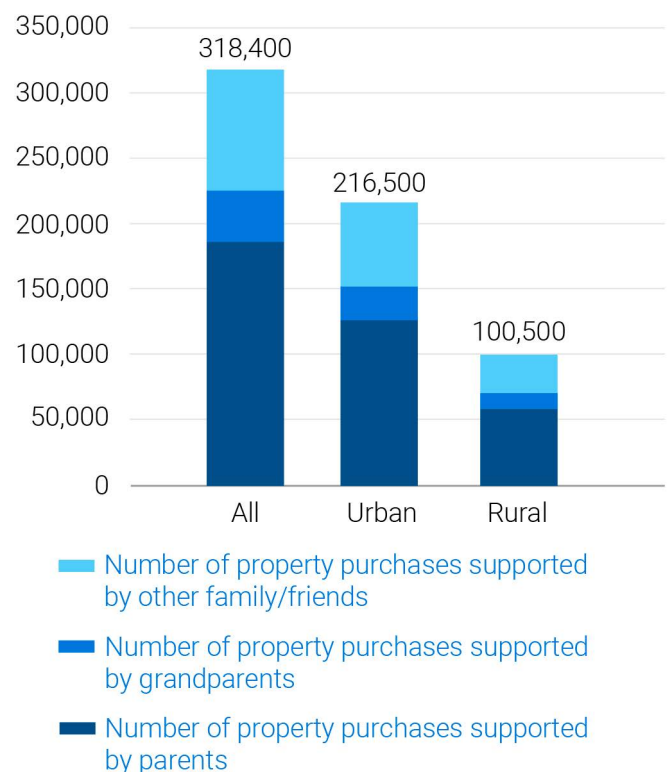 350,000
318,400
300,000
250,000
216,500
200,000
150,000
100,500
100,000
50,000
0
All Urban Rural
Number of property purchases supported
by other family/friends
Number of property purchases supported
by grandparents
Number of property purchases supported
by parents